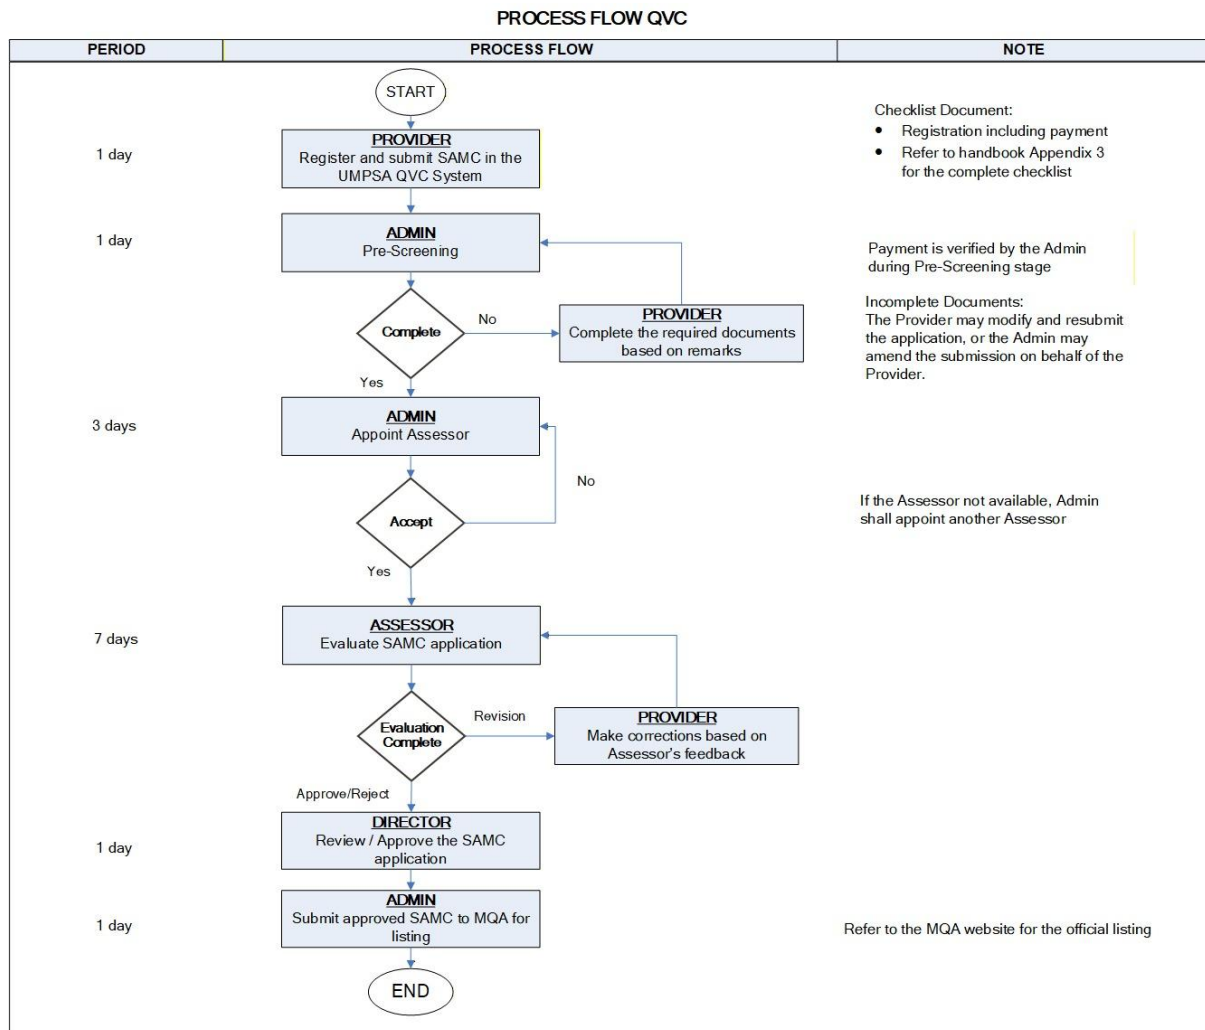 PROCESS FLOW QVC
PERIOD
PROCESS FLOW
NOTE
START
1 day
PROVIDER
Register and submit SAMC in the
UMPSA QVC System
Checklist Document:
• Registration including payment
• Refer to handbook Appendix 3
for the complete checklist
1 day
ADMIN
Pre-Screening
Payment is verified by the Admin
during Pre-Screening stage
Complete
No
PROVIDER
Complete the required documents
based on remarks
Incomplete Documents:
The Provider may modify and resubmit
the application, or the Admin may
amend the submission on behalf of the
Provider.
Yes
3 days
ADMIN
Appoint Assessor
No
Accept
If the Assessor not available, Admin
shall appoint another Assessor
Yes
7 days
ASSESSOR
Evaluate SAMC application
Evaluation
Complete
Revision
PROVIDER
Make corrections based on
Assessor's feedback
Approve/Reject
1 day
DIRECTOR
Review / Approve the SAMC
application
1 day
ADMIN
Submit approved SAMC to MQA for
listing
Refer to the MQA website for the official listing
END